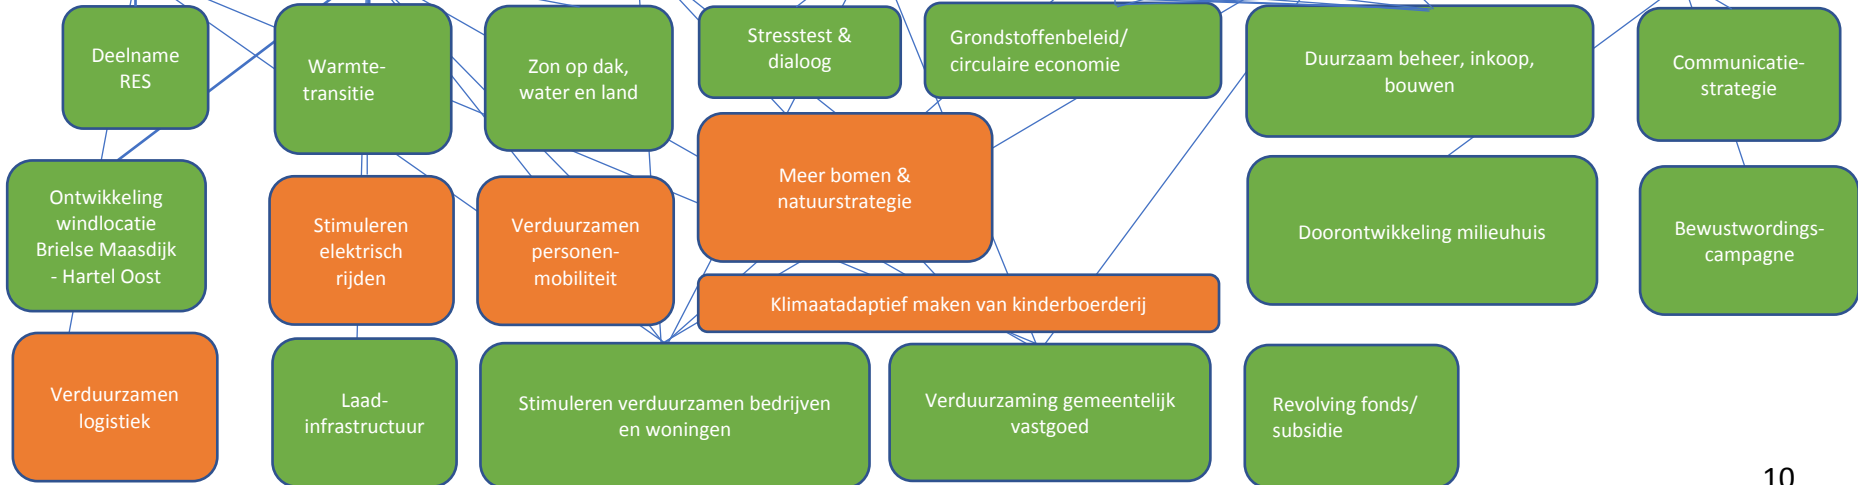 Deelname
RES
Warmte-
transitie
Zon op dak,
water en land
Stresstest &
dialoog
Grondstoffenbeleid/
circulaire economie
Duurzaam beheer, inkoop,
bouwen
Communicatie-
strategie
Ontwikkeling
windlocatie
Brielse Maasdijk
- Hartel Oost
Stimuleren
elektrisch
rijden
Verduurzamen
personen-
mobiliteit
Meer bomen &
natuurstrategie
Klimaatadaptief maken van kinderboerderij
Doorontwikkeling milieuhuis
Bewustwordings-
campagne
Verduurzamen
logistiek
Laad-
infrastructuur
Stimuleren verduurzamen bedrijven
en woningen
Verduurzaming gemeentelijk
vastgoed
Revolving fonds/
subsidie
10